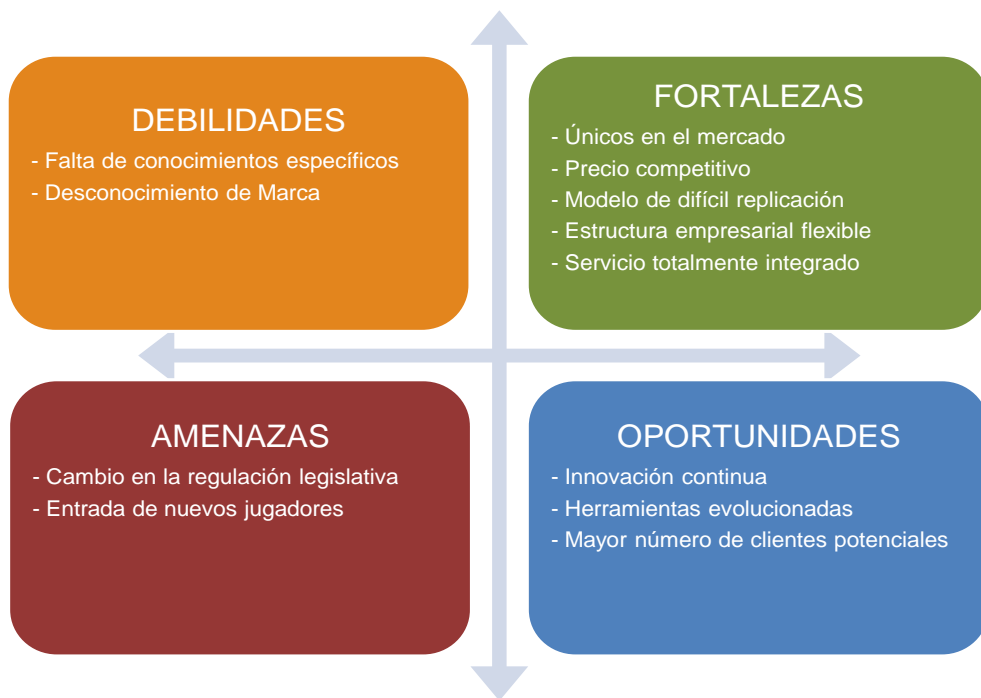 DEBILIDADES
- Falta de conocimientos específicos
- Desconocimiento de Marca
FORTALEZAS
- Únicos en el mercado
- Precio competitivo
- Modelo de difícil replicación
- Estructura empresarial flexible
- Servicio totalmente integrado
AMENAZAS
- Cambio en la regulación legislativa
- Entrada de nuevos jugadores
OPORTUNIDADES
- Innovación continua
- Herramientas evolucionadas
- Mayor número de clientes potenciales